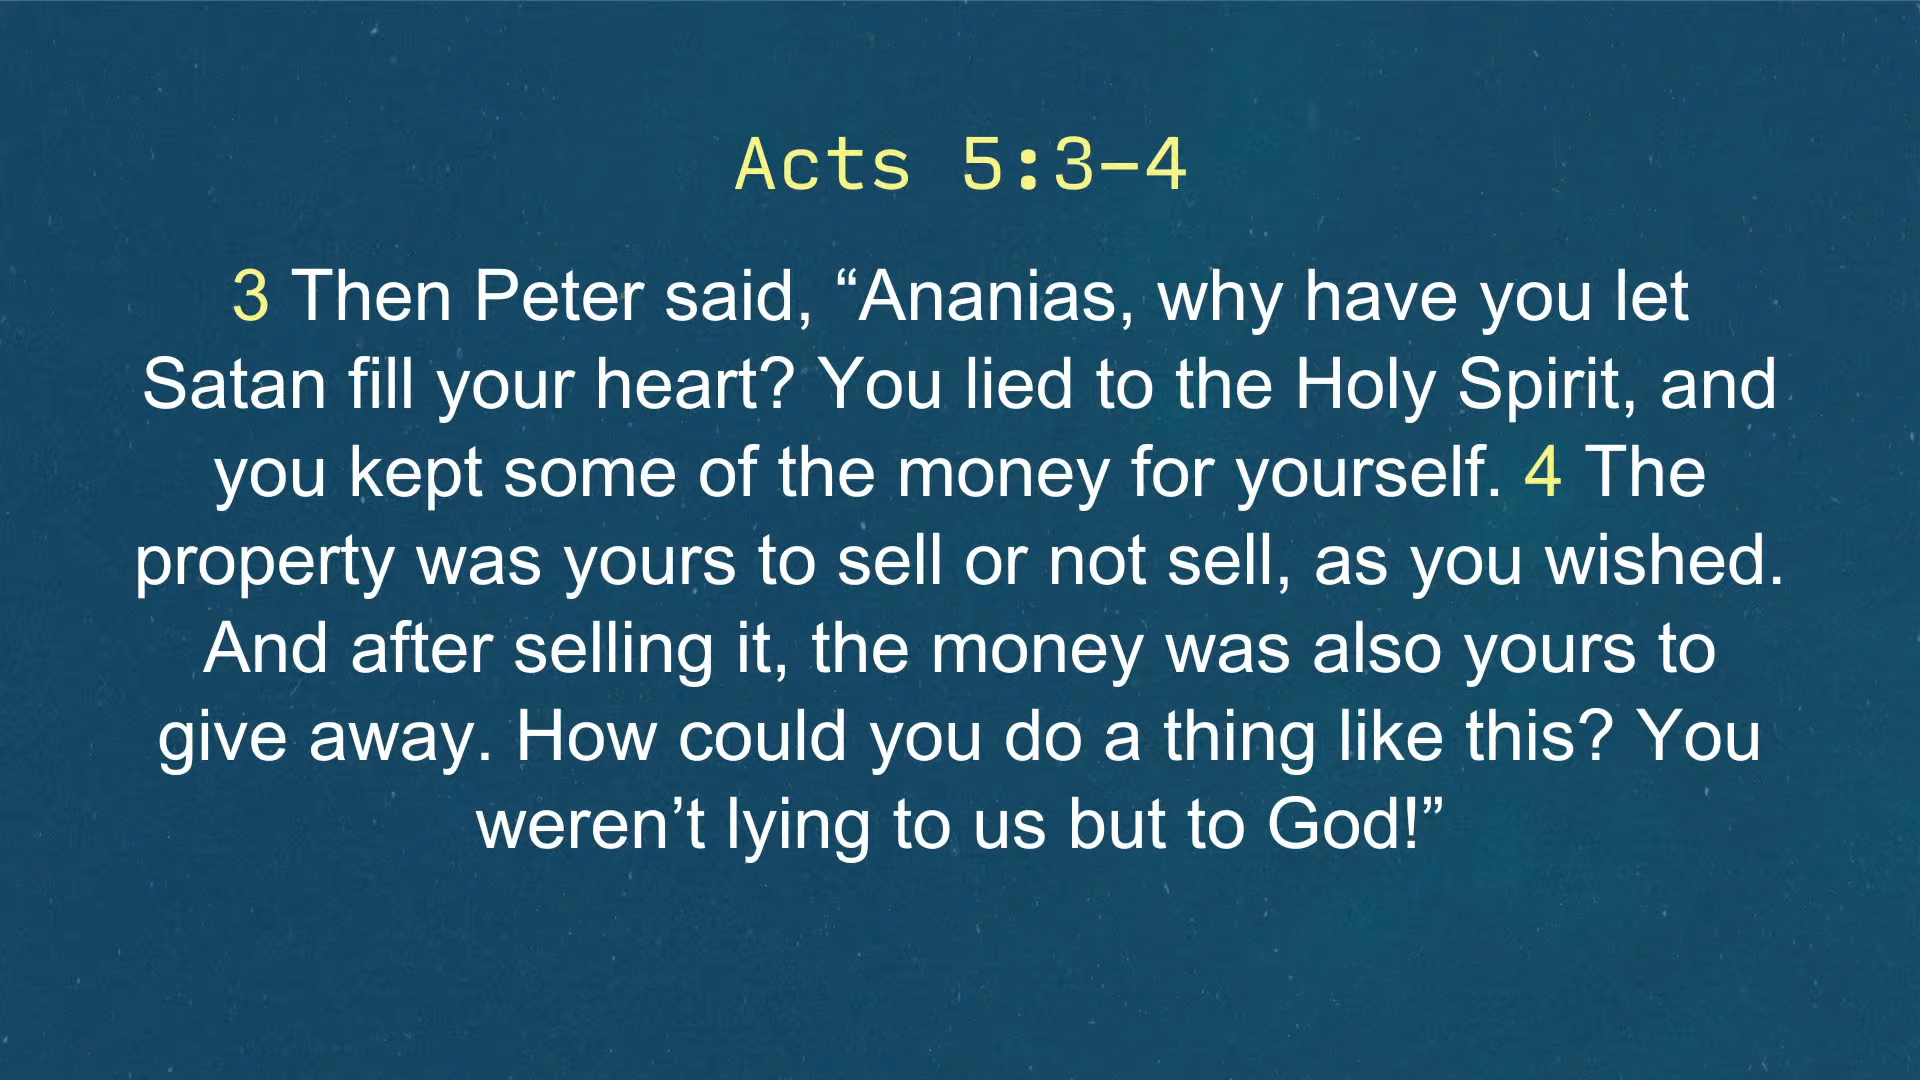 Acts 5:3–4
3 Then Peter said, “Ananias, why have you let
Satan fill your heart? You lied to the Holy Spirit, and
you kept some of the money for yourself. 4 The
property was yours to sell or not sell, as you wished.
And after selling it, the money was also yours to
give away. How could you do a thing like this? You
weren’t lying to us but to God!”